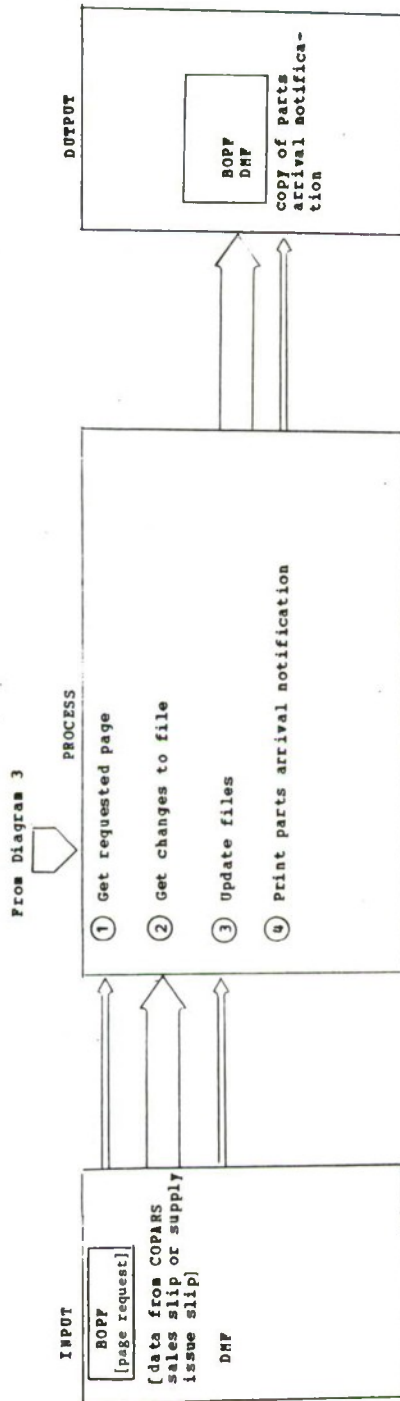 From Diagram 3
INPUT
BOPF
[page request]
[data from COPARS
sales slip or supply
issue slip]
DMF
PROCESS
1 Get requested page
2 Get changes to file
3 Update files
4 Print parts arrival notification
OUTPUT
BOPF
DMF
copy of parts
arrival notifica-
tion